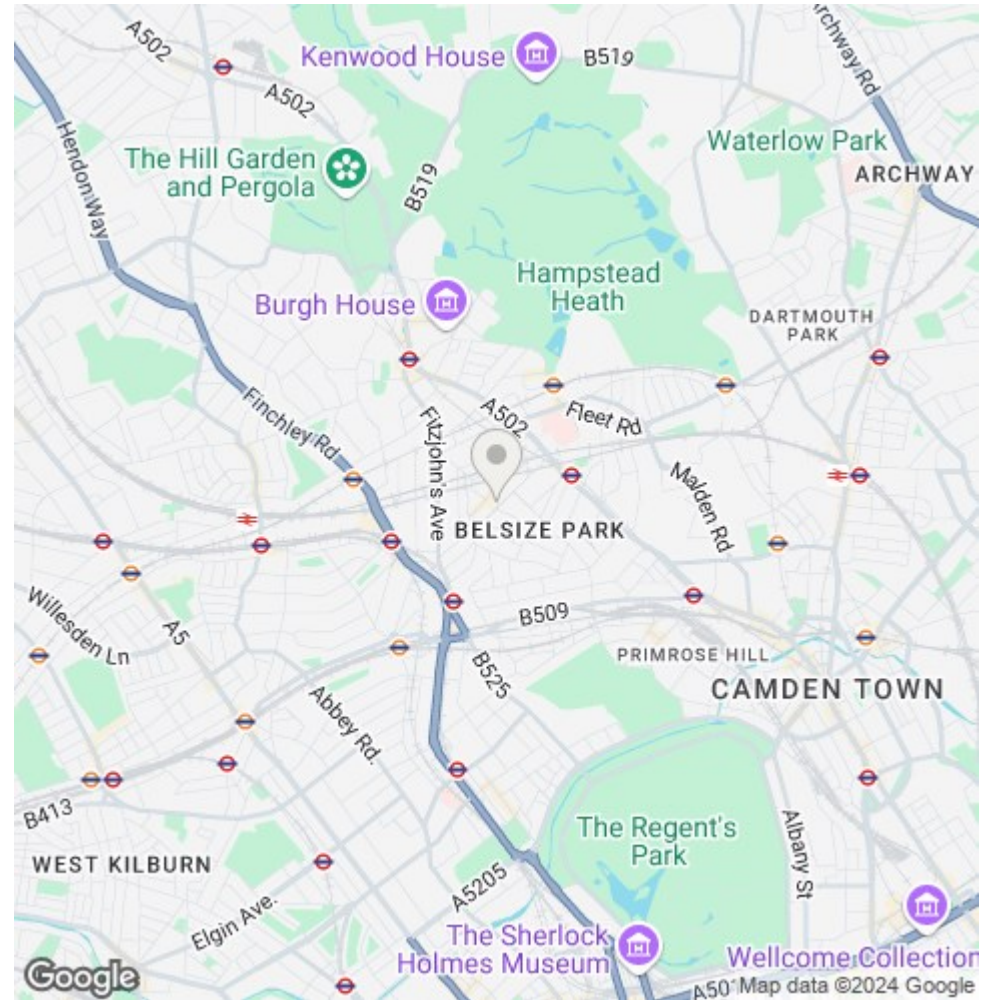 A502
Kenwood House
B519
Archway Rd
A502
Hendon Way
The Hill Garden
and Pergola
B519
Waterlow Park
ARCHWAY
Hampstead
Heath
Burgh House
DARTMOUTH
PARK
Finchley Rd
Fitzjohn's Ave
A502
Fleet Rd
Malden Rd
BELSIZE PARK
Willesden Ln
A5
B509
PRIMROSE HILL
B525
CAMDEN TOWN
Abbey Rd.
B413
The Regent's
Park
Albany St
WEST KILBURN
A5205
Elgin Ave.
The Sherlock
Holmes Museum
Wellcome Collection
Google
A501
Map data ©2024 Google